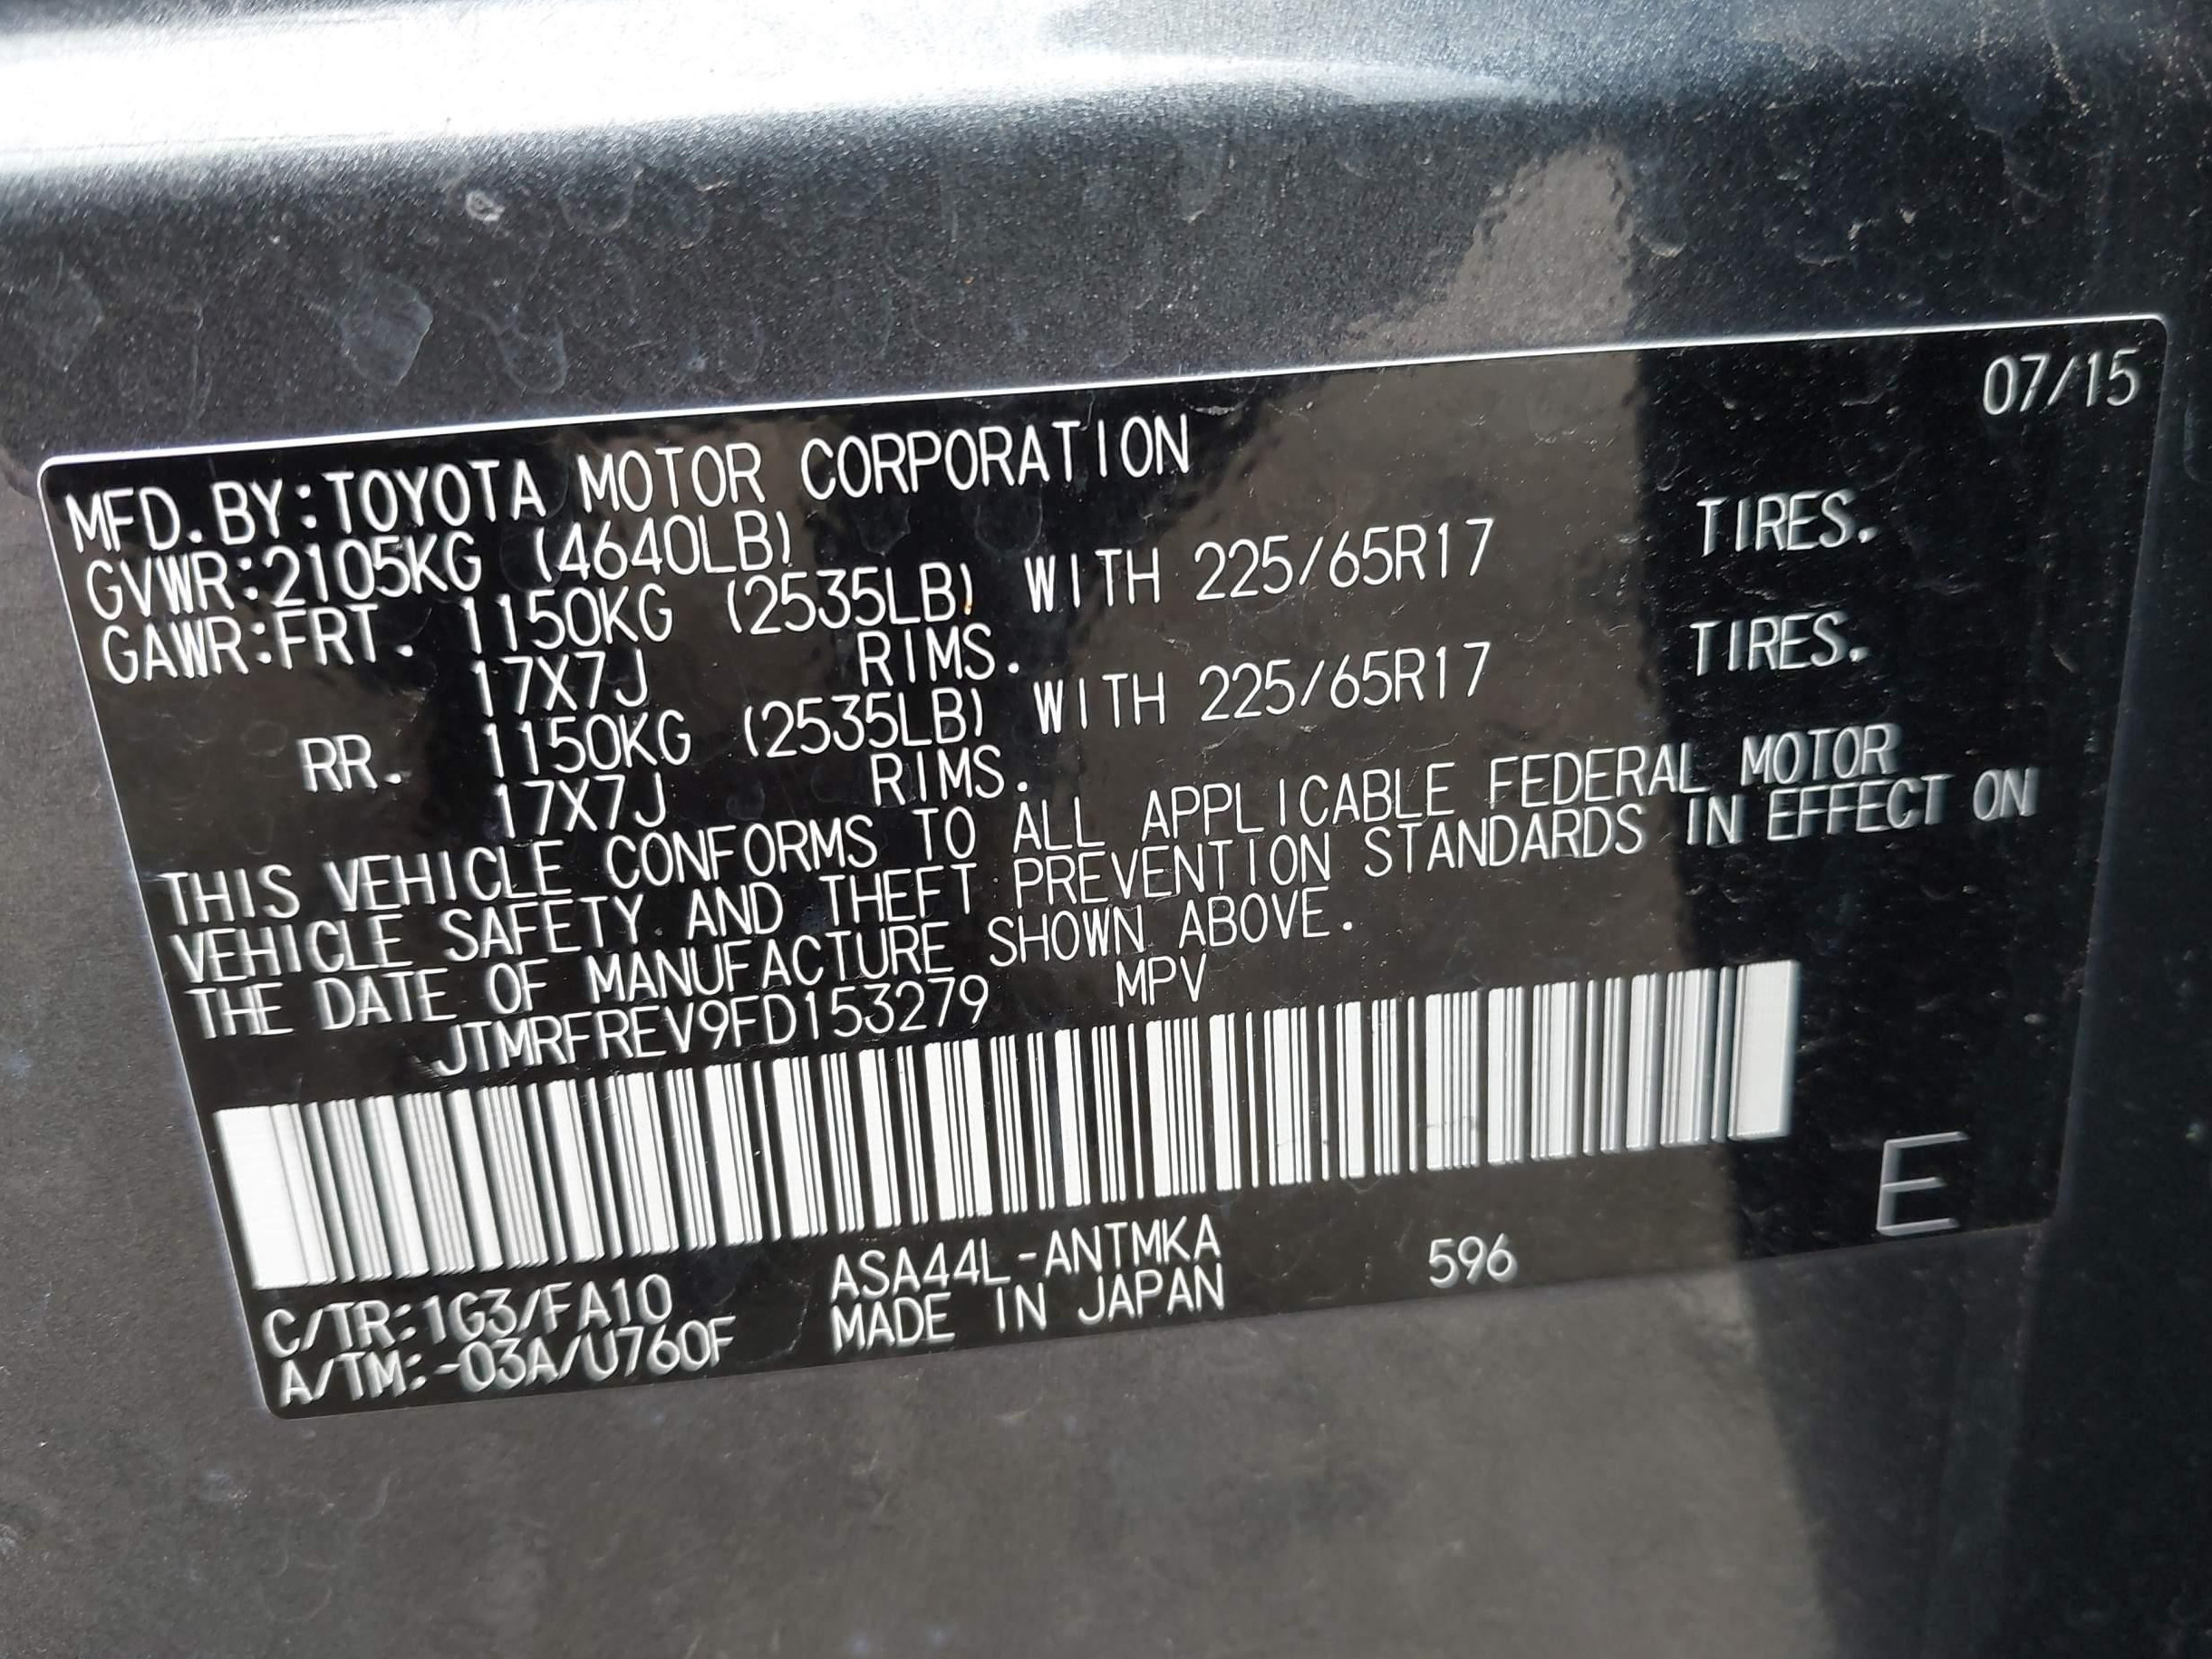 07/15
MFD.BY:TOYOTA MOTOR CORPORATION
GVWR:2105KG (4640LB)
GAWR:FRT. 1150KG (2535LB) WITH 225/65R17 TIRES.
17X7J RIMS.
RR. 1150KG (2535LB) WITH 225/65R17 TIRES.
17X7J RIMS.
THIS VEHICLE CONFORMS TO ALL APPLICABLE FEDERAL MOTOR
VEHICLE SAFETY AND THEFT PREVENTION STANDARDS IN EFFECT ON
THE DATE OF MANUFACTURE SHOWN ABOVE.
JTMRFREV9FD153279 MPV
E
C/TR:1G3/FA10 ASA44L-ANTMKA 596
A/TM:-03A/U760F MADE IN JAPAN